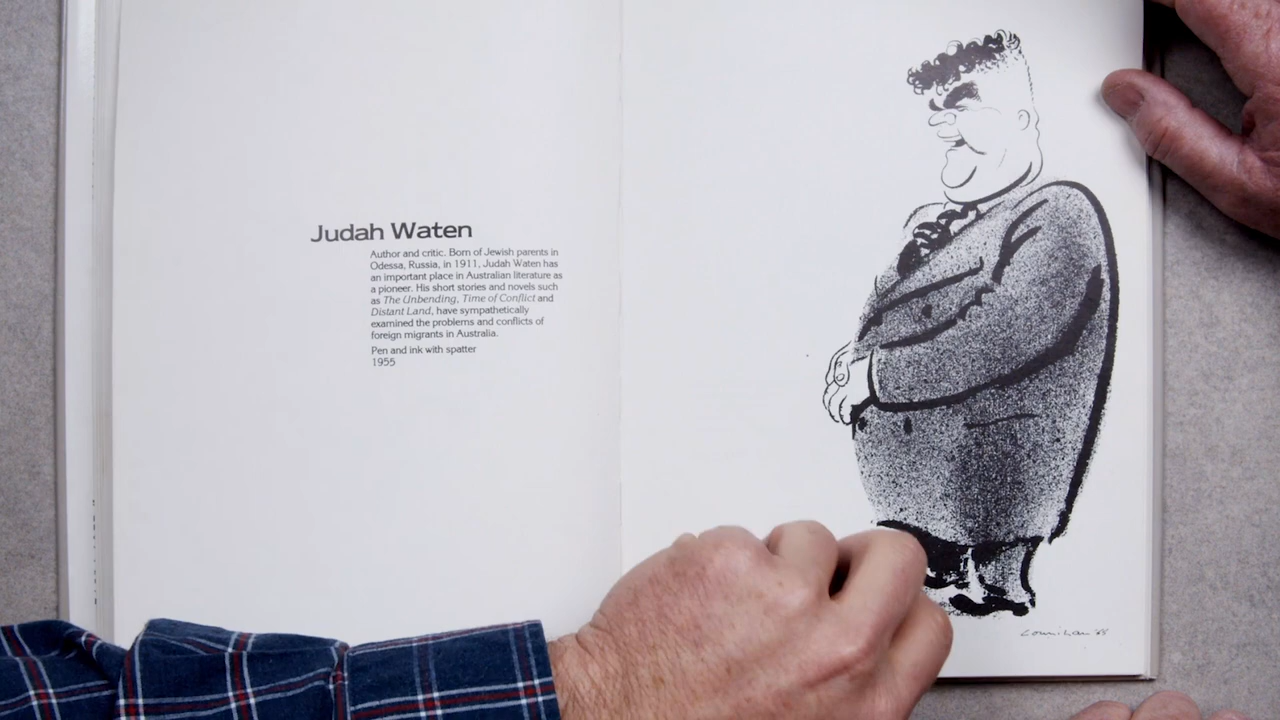 Judah Waten
Author and critic. Born of Jewish parents in
Odessa, Russia, in 1911, Judah Waten has
an important place in Australian literature as
a pioneer. His short stories and novels such
as The Unbending, Time of Conflict and
Distant Land, have sympathetically
examined the problems and conflicts of
foreign migrants in Australia.
Pen and ink with spatter
1955
Counihan